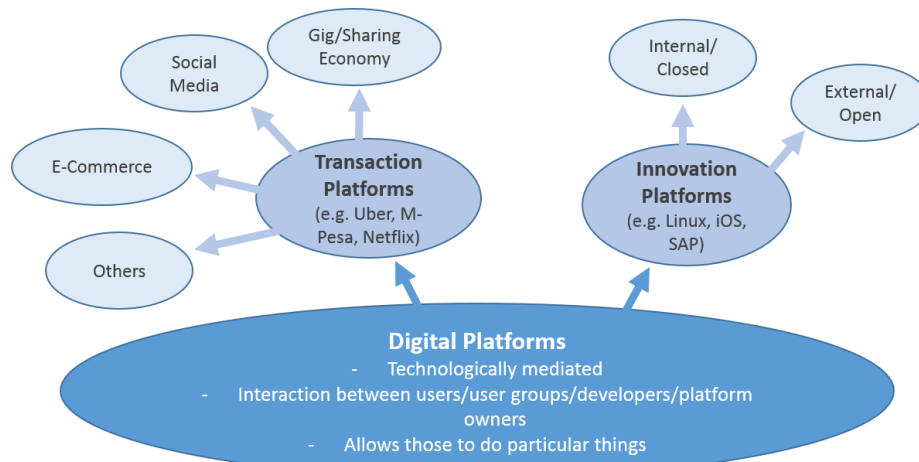 Gig/Sharing
Economy
Social
Media
E-Commerce
Others
Transaction
Platforms
(e.g. Uber, M-
Pesa, Netflix)
Internal/
Closed
External/
Open
Innovation
Platforms
(e.g. Linux, iOS,
SAP)
Digital Platforms
- Technologically mediated
- Interaction between users/user groups/developers/platform
owners
- Allows those to do particular things